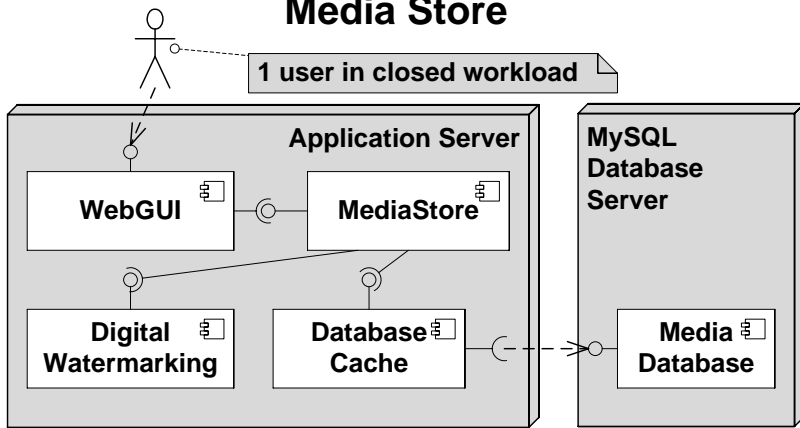 Media Store
1 user in closed workload
Application Server
MySQL
Database
Server
WebGUI
MediaStore
Digital
Watermarking
Database
Cache
Media
Database